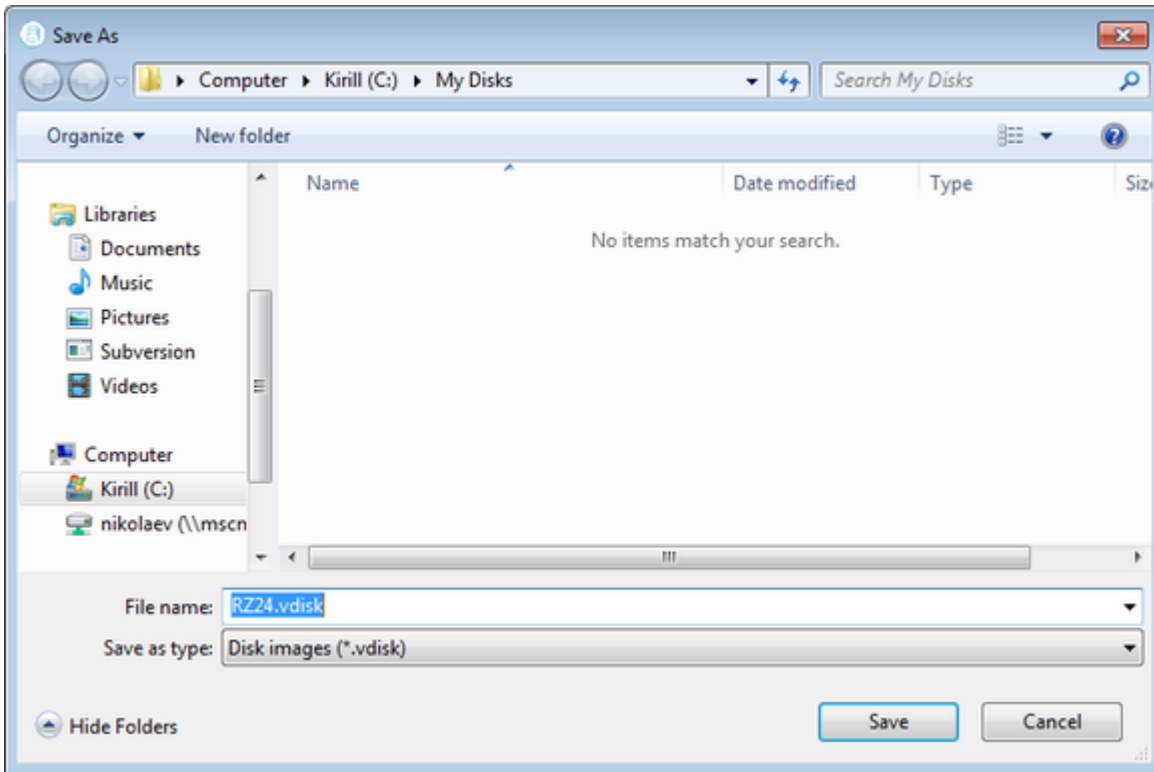 Save As
Computer Kirill (C:) My Disks Search My Disks
Organize New folder
Name Date modified Type
No items match your search.
Libraries
Documents
Music
Pictures
Subversion
Videos
Computer
Kirill (C:)
nikolaev (\\mscn
File name: RZ24.vdisk
Save as type: Disk images (*.vdisk)
Hide Folders Save Cancel